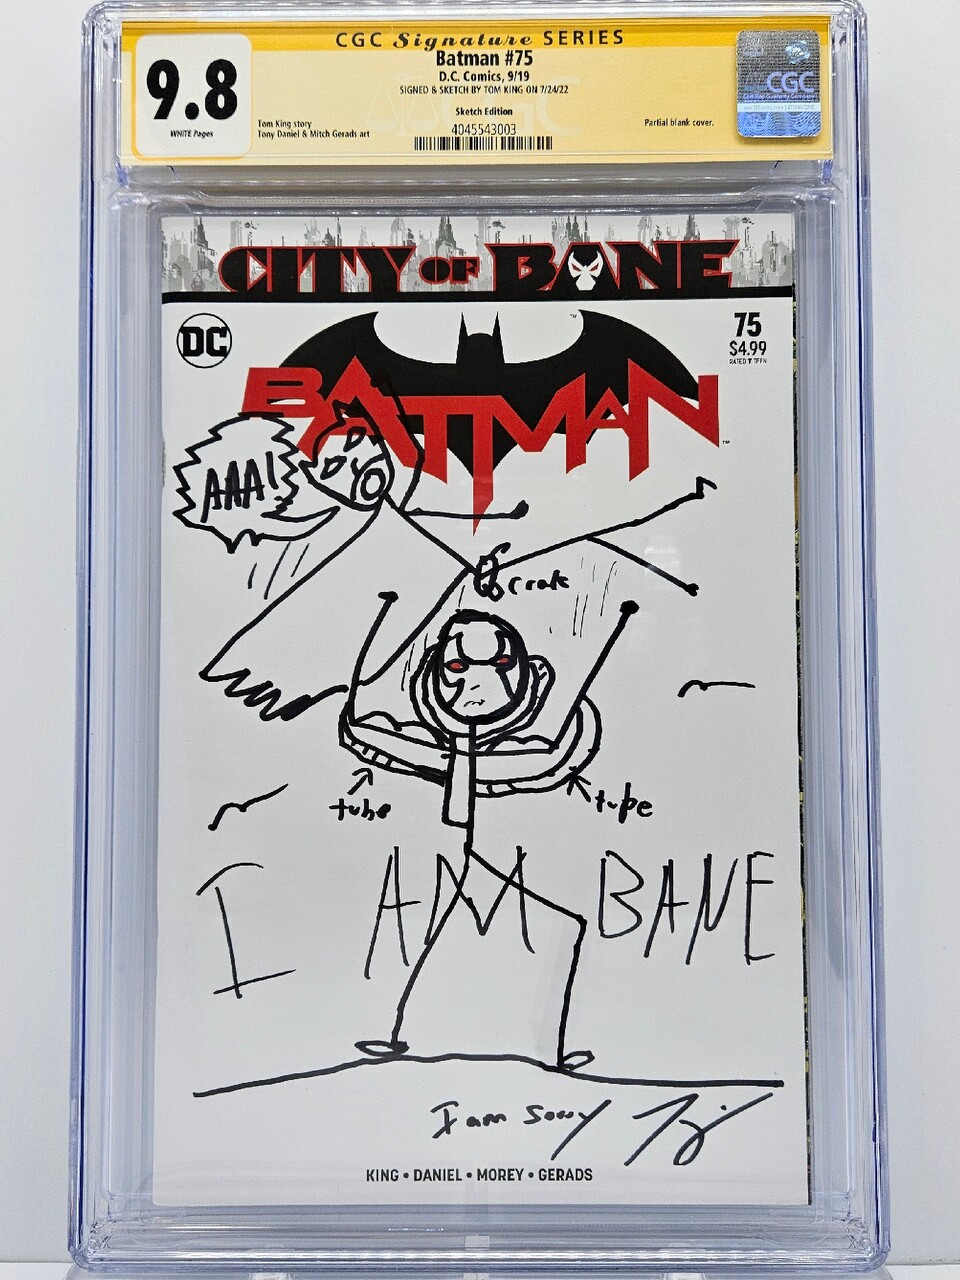 CGC Signature SERIES
9.8
WHITE Pages
Batman #75
D.C. Comics, 9/19
SIGNED & SKETCH BY TOM KING ON 7/24/22
Sketch Edition
4045543003
Tom King story
Tony Daniel & Mitch Gerads art
Partial blank cover.
CGC
CITY OF BANE
DC
75
$4.99
RATED T TEEN
BATMAN
AAA!
Crak
tube
tube
I AM BANE
I am Sorry
KING • DANIEL • MOREY • GERADS